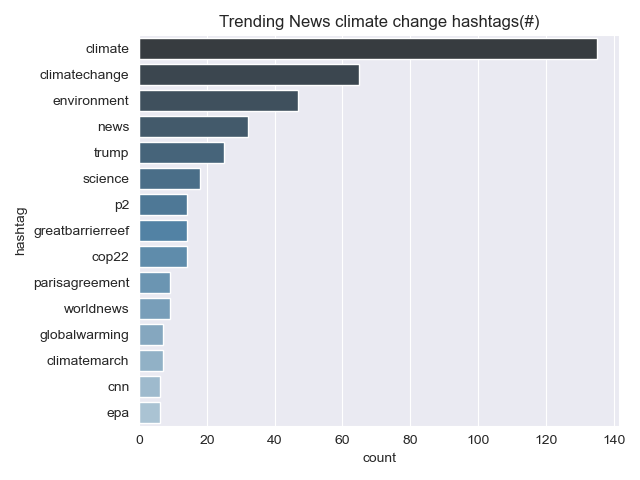 Trending News climate change hashtags(#)
climate
climatechange
environment
news
trump
science
p2
greatbarrierreef
cop22
parisagreement
worldnews
globalwarming
climatemarch
cnn
epa
hashtag
0 20 40 60 80 100 120 140
count